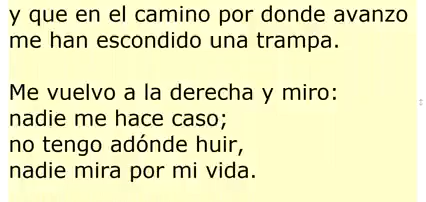 y que en el camino por donde avanzo
me han escondido una trampa.
Me vuelvo a la derecha y miro:
nadie me hace caso;
no tengo adónde huir,
nadie mira por mi vida.